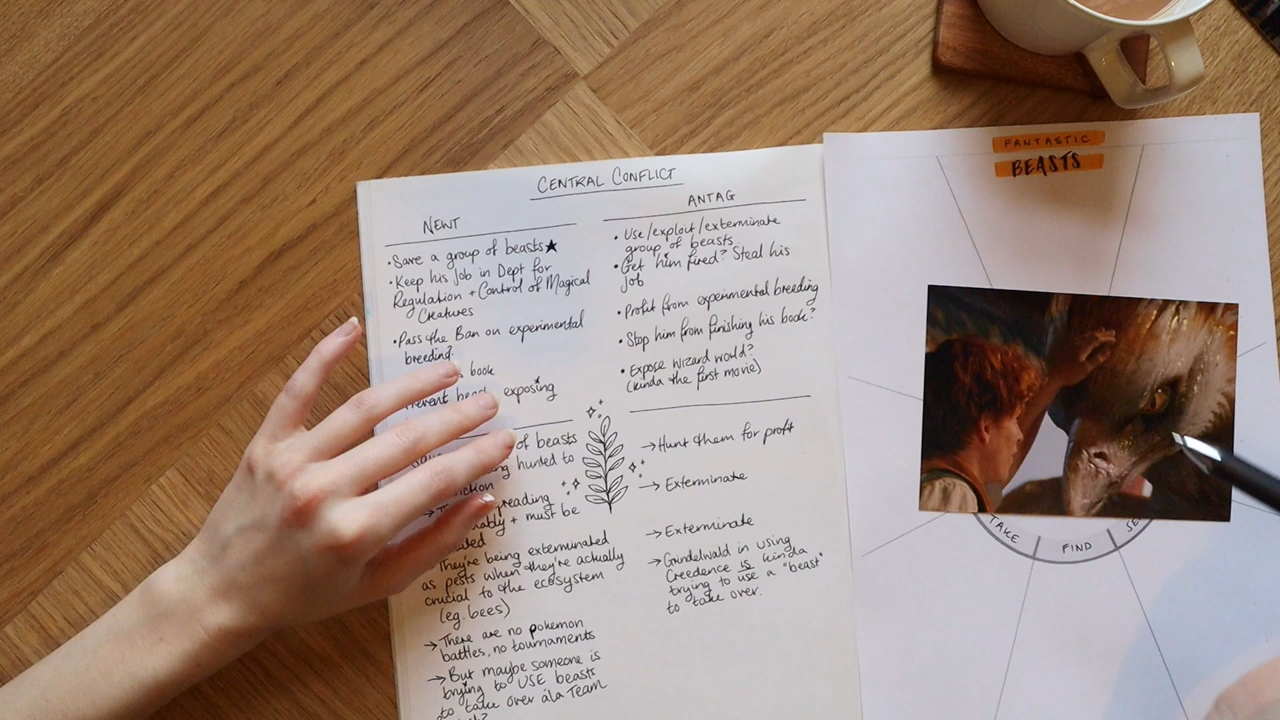 CENTRAL CONFLICT
NEWT
• Save a group of beasts ★
• Keep his job in Dept for
Regulation + Control of Magical
Creatures
• Pass the Ban on experimental
breeding?
book
exposing
of beasts
hunted to
preading
+ must be
They're being exterminated
as pests when they're actually
crucial to the ecosystem
(eg. bees)
→ There are no pokemon
battles, no tournaments
→ But maybe someone is
trying to USE beasts
to take over a'la Team
ANTAG
• Use/exploit/exterminate
group of beasts
• Get him fired? Steal his
job
• Profit from experimental breeding
• Stop him from finishing his book?
• Expose wizard world?
(kinda the first movie)
→ Hunt them for profit
→ Exterminate
→ Exterminate
→ Grindelwald in using
Creedence is kinda
trying to use a "beast"
to take over.
FANTASTIC
BEASTS
TAKE
FIND